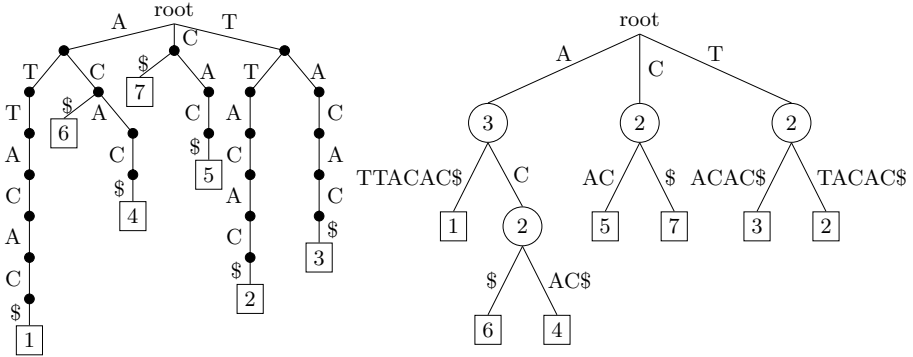 root
A T
C
T C $ A T A
7
$
T A A C
6 C
$
A C C A
5
C $ A C
4
A C $
3
C $
2
$
1
root
A C T
3 2 2
TTACAC$ C AC $ ACAC$ TACAC$
1 2 5 7 3 2
$ AC$
6 4